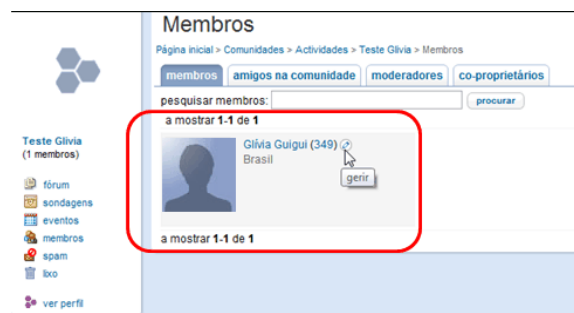 Membros
Página inicial > Comunidades > Actividades > Teste Glivia > Membros
membros amigos na comunidade moderadores co-proprietários
pesquisar membros: procurar
a mostrar 1-1 de 1
Glívia Guigui (349)
Brasil
gerir
a mostrar 1-1 de 1
Teste Glivia
(1 membros)
fórum
sondagens
eventos
membros
spam
lixo
ver perfil